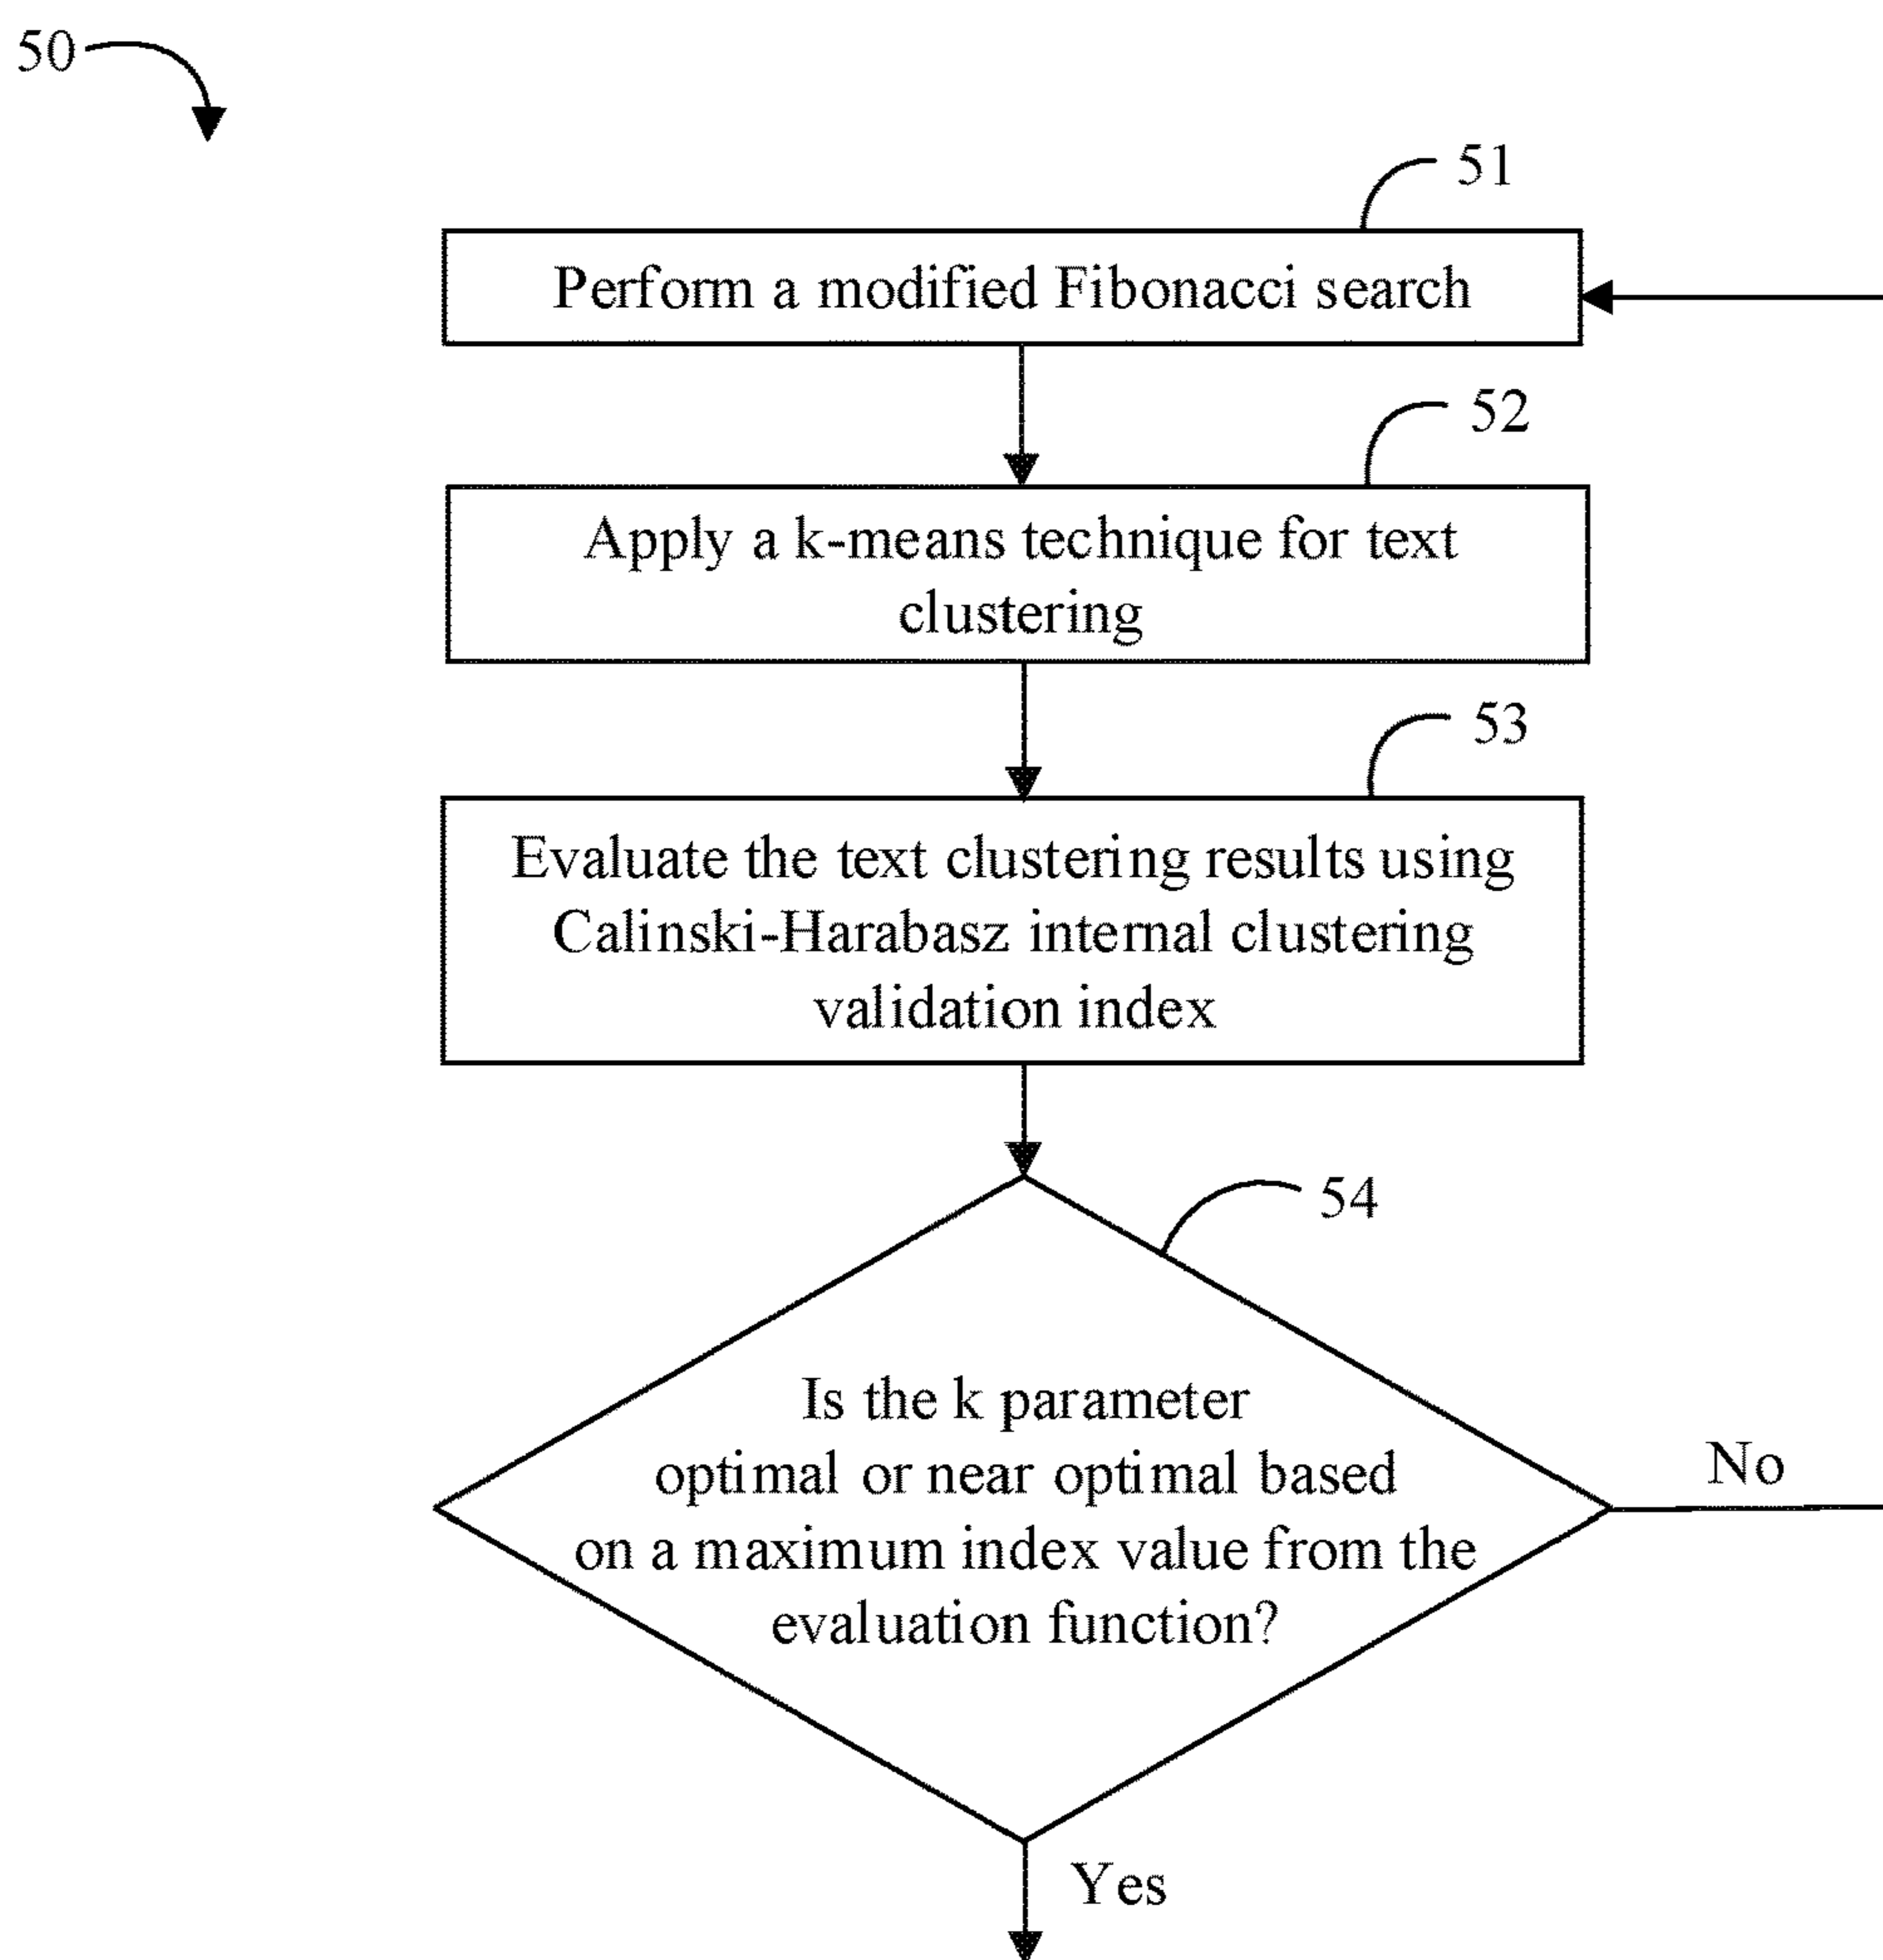 50
51
Perform a modified Fibonacci search
52
Apply a k-means technique for text
clustering
53
Evaluate the text clustering results using
Calinski-Harabasz internal clustering
validation index
54
Is the k parameter
optimal or near optimal based
on a maximum index value from the
evaluation function?
No
Yes